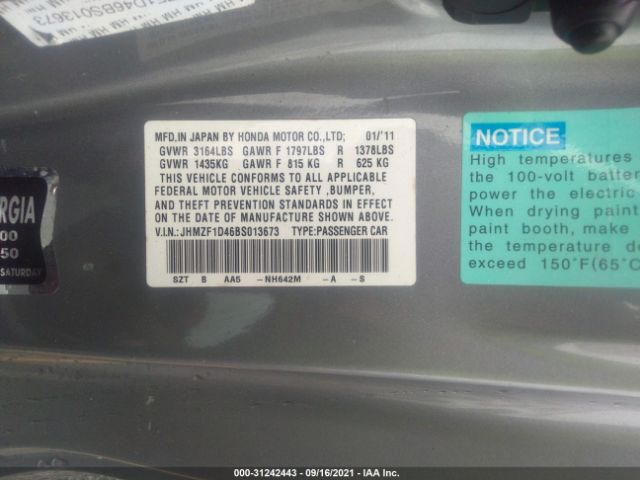 F1D46BS013673
MFD.IN JAPAN BY HONDA MOTOR CO.,LTD; 01/'11
GVWR 3164LBS GAWR F 1797LBS R 1378LBS
GVWR 1435KG GAWR F 815 KG R 625 KG
THIS VEHICLE CONFORMS TO ALL APPLICABLE
FEDERAL MOTOR VEHICLE SAFETY ,BUMPER,
AND THEFT PREVENTION STANDARDS IN
EFFECT ON THE DATE OF MANUFACTURE SHOWN ABOVE.
V.I.N.: JHMZF1D46BS013673 TYPE:PASSENGER CAR
SZT B AA5 -NH642M -A -S
NOTICE
High temperatures
the 100-volt batter
power the electric
When drying paint
paint booth, make
the temperature do
exceed 150°F(65°C
RGIA
00
50
SATURDAY
000-31242443 - 09/16/2021 - IAA, Inc.